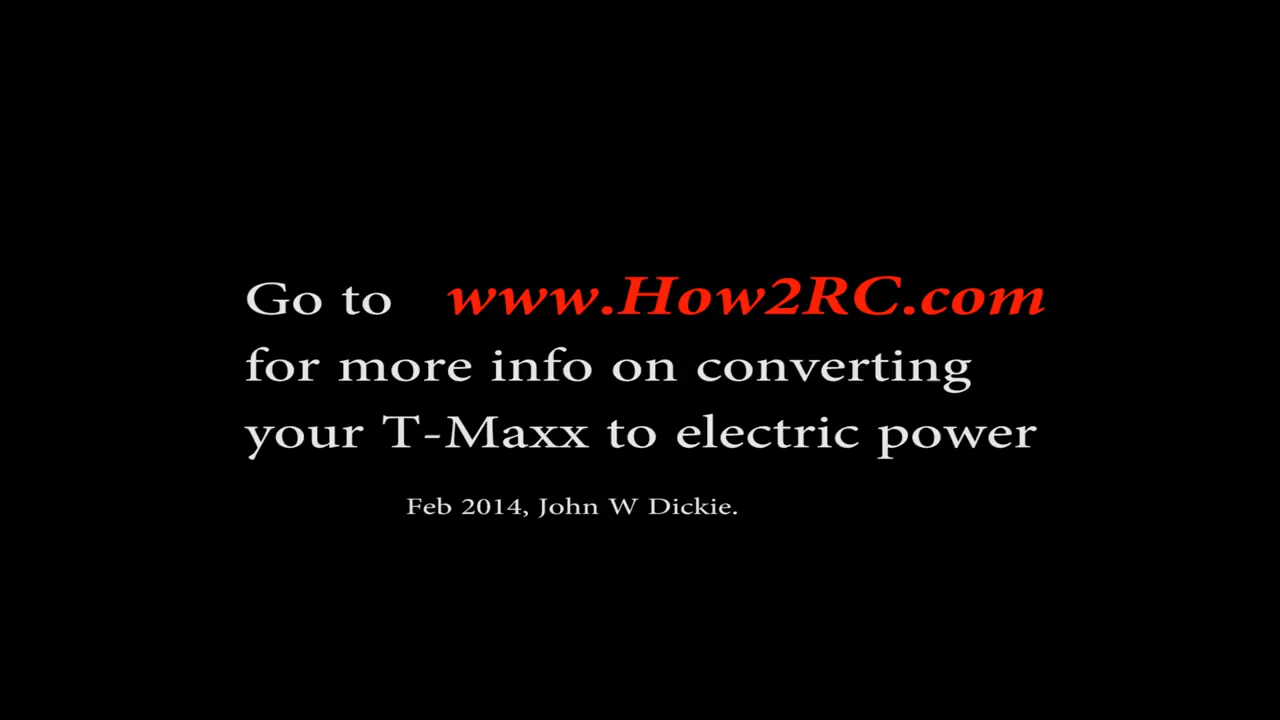 Go to www.How2RC.com
for more info on converting
your T-Maxx to electric power
Feb 2014, John W Dickie.